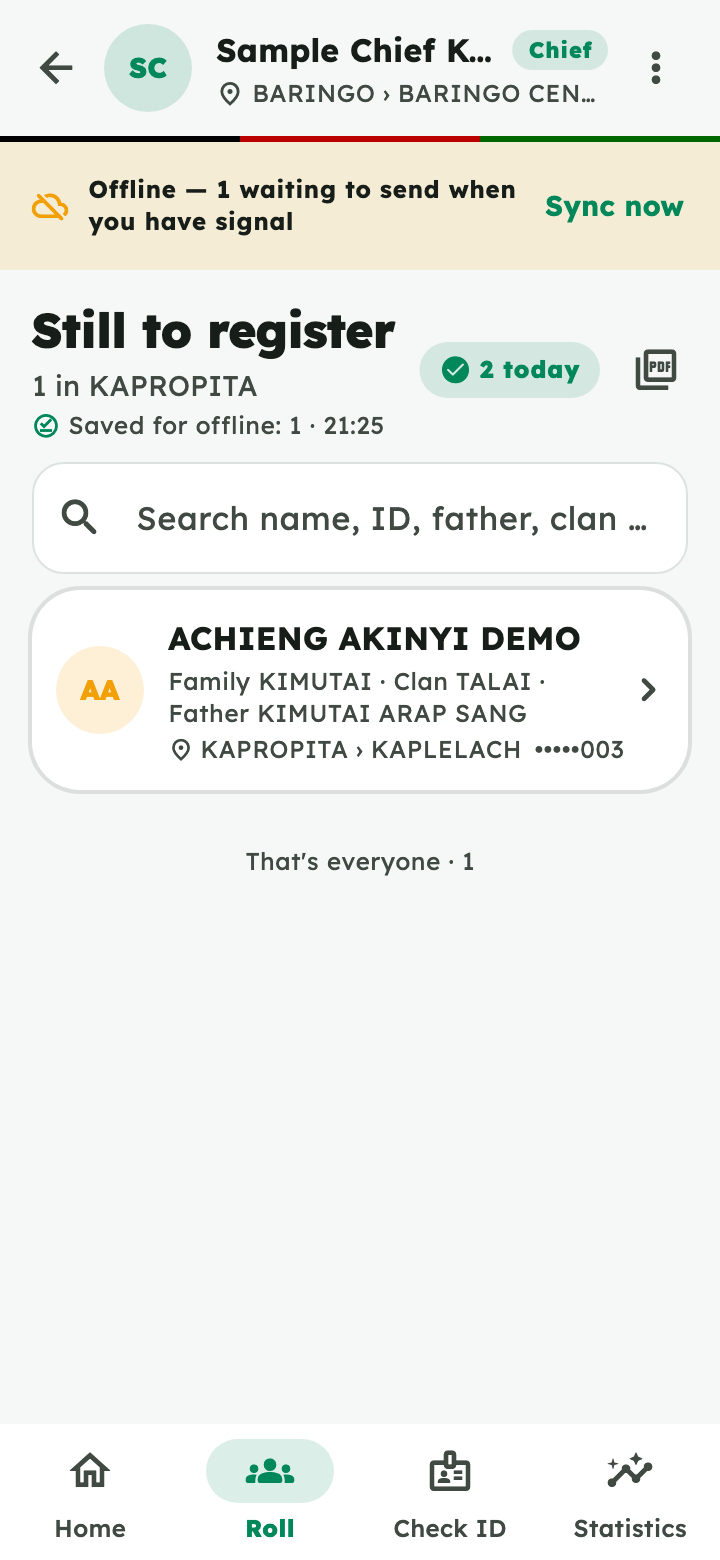 SC
Sample Chief K...
Chief
BARINGO › BARINGO CEN...
Offline — 1 waiting to send when
you have signal
Sync now
Still to register
1 in KAPROPITA
Saved for offline: 1 · 21:25
2 today
PDF
Search name, ID, father, clan ...
AA
ACHIENG AKINYI DEMO
Family KIMUTAI · Clan TALAI ·
Father KIMUTAI ARAP SANG
KAPROPITA › KAPLELACH •••••003
That's everyone · 1
Home
Roll
Check ID
Statistics